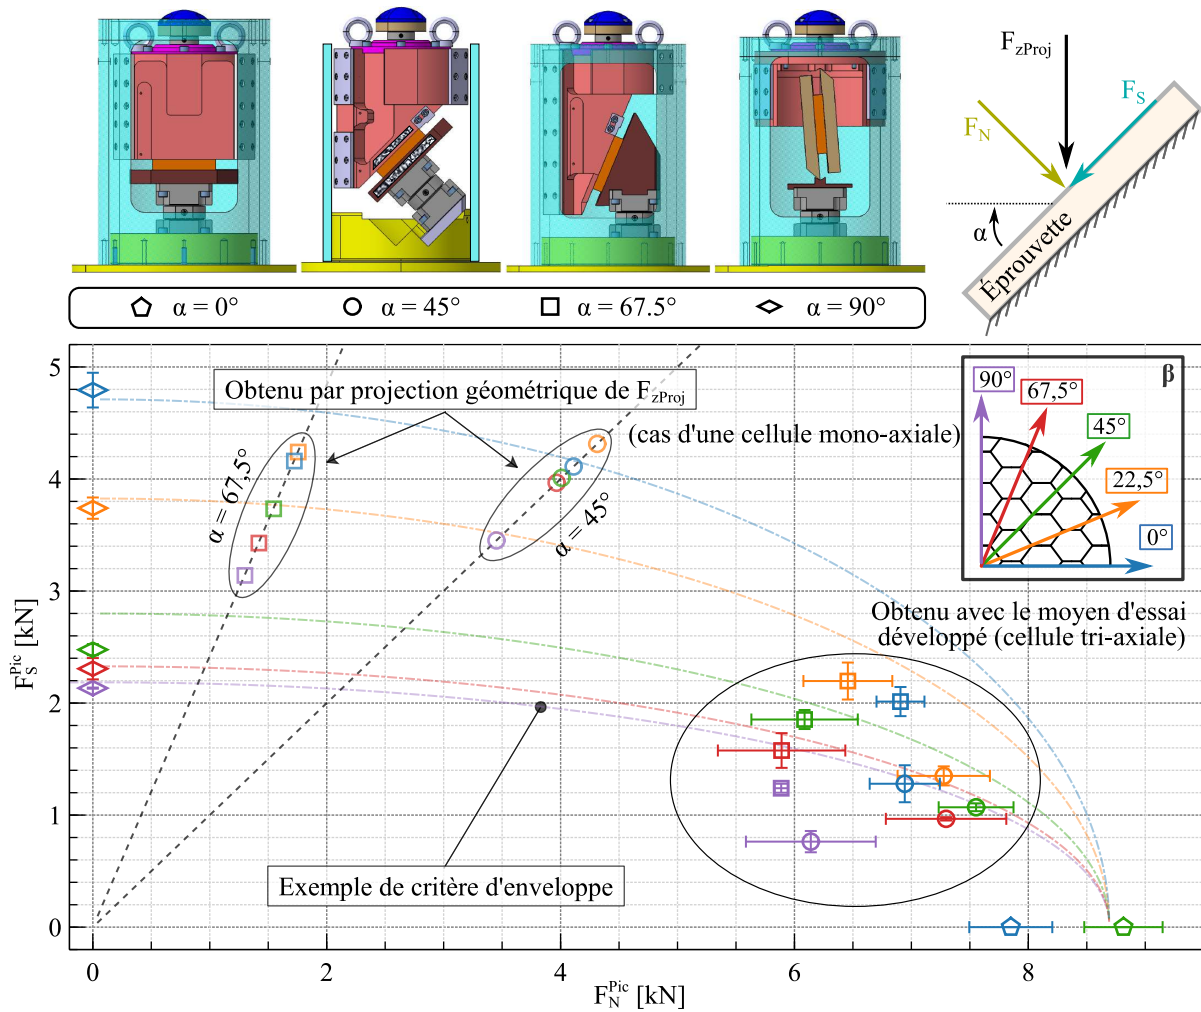 F_zProj
F_S
F_N
α
Éprouvette
α = 0°
α = 45°
α = 67.5°
α = 90°
5
4
3
2
1
0
F_S^Pic [kN]
0
2
4
6
8
F_N^Pic [kN]
Obtenu par projection géométrique de F_zProj
(cas d'une cellule mono-axiale)
α = 67,5°
α = 45°
β
90°
67,5°
45°
22,5°
0°
Obtenu avec le moyen d'essai
développé (cellule tri-axiale)
Exemple de critère d'enveloppe